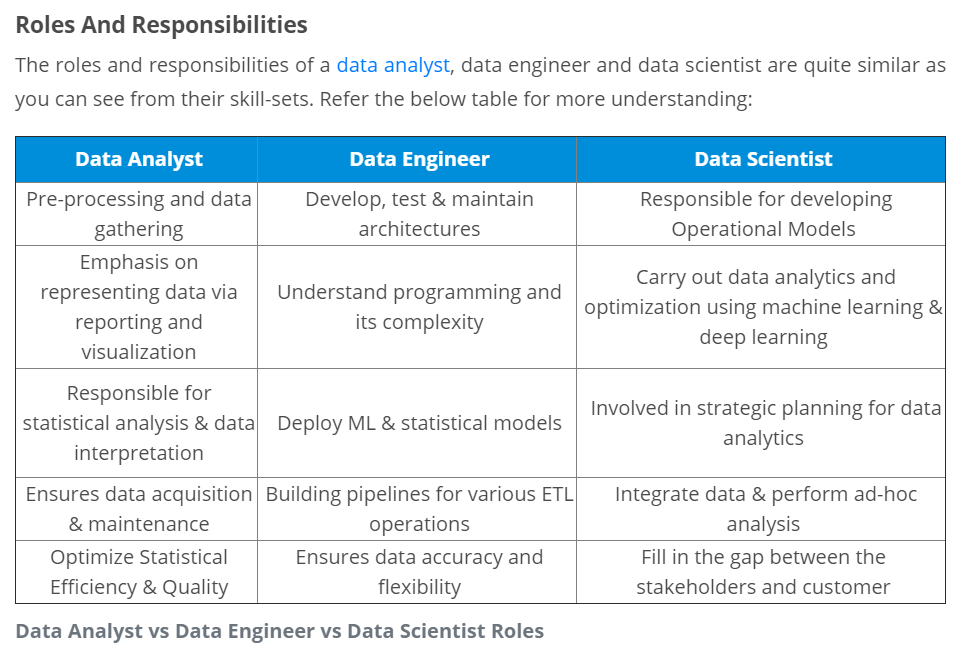 Roles And Responsibilities
The roles and responsibilities of a data analyst, data engineer and data scientist are quite similar as
you can see from their skill-sets. Refer the below table for more understanding:
Data Analyst Data Engineer Data Scientist
Pre-processing and data
gathering
Develop, test & maintain
architectures
Responsible for developing
Operational Models
Emphasis on
representing data via
reporting and
visualization
Understand programming and
its complexity
Carry out data analytics and
optimization using machine learning &
deep learning
Responsible for
statistical analysis & data
interpretation
Deploy ML & statistical models
Involved in strategic planning for data
analytics
Ensures data acquisition
& maintenance
Building pipelines for various ETL
operations
Integrate data & perform ad-hoc
analysis
Optimize Statistical
Efficiency & Quality
Ensures data accuracy and
flexibility
Fill in the gap between the
stakeholders and customer
Data Analyst vs Data Engineer vs Data Scientist Roles